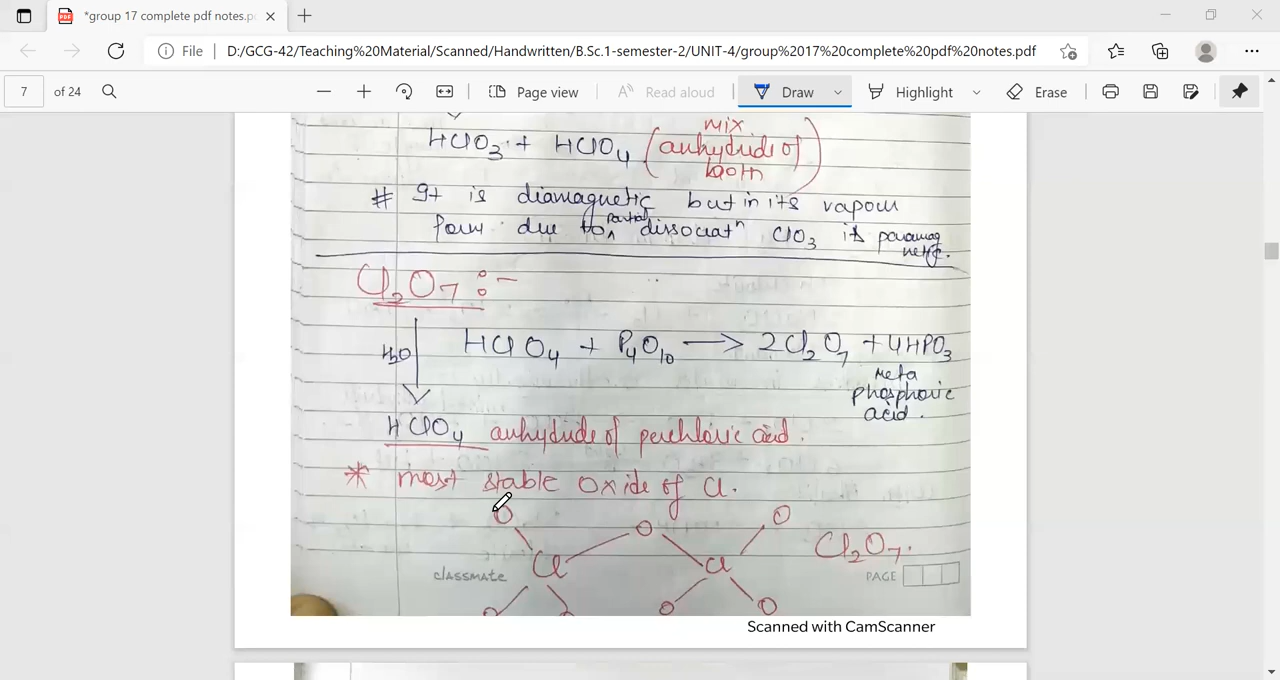 *group 17 complete pdf notes.p
File
D:/GCG-42/Teaching%20Material/Scanned/Handwritten/B.Sc.1-semester-2/UNIT-4/group%2017%20complete%20pdf%20notes.pdf
7 of 24
Page view
Read aloud
Draw
Highlight
Erase
HClO3 + HClO4 (mix
anhydride of
both)
# It is diamagnetic but in its vapour
form due to partial dissociatn ClO3 it's paramag
netic.
Cl2O7 :-
H2O
HClO4 + P4O10 → 2Cl2O7 + 4HPO3
Meta
phosphoric
acid.
HClO4 anhydride of perchloric acid.
* most stable Oxide of Cl.
O O O
Cl Cl Cl2O7.
classmate
PAGE
O O O O
Scanned with CamScanner